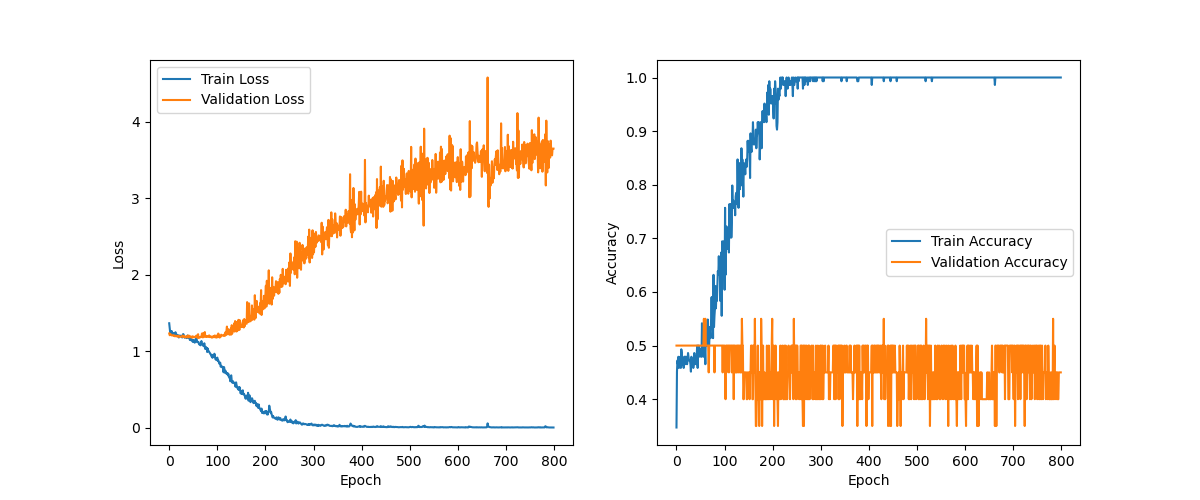 Train Loss
Validation Loss
4
3
2
1
0
Loss
0 100 200 300 400 500 600 700 800
Epoch
1.0
0.9
0.8
0.7
0.6
0.5
0.4
Accuracy
Train Accuracy
Validation Accuracy
0 100 200 300 400 500 600 700 800
Epoch